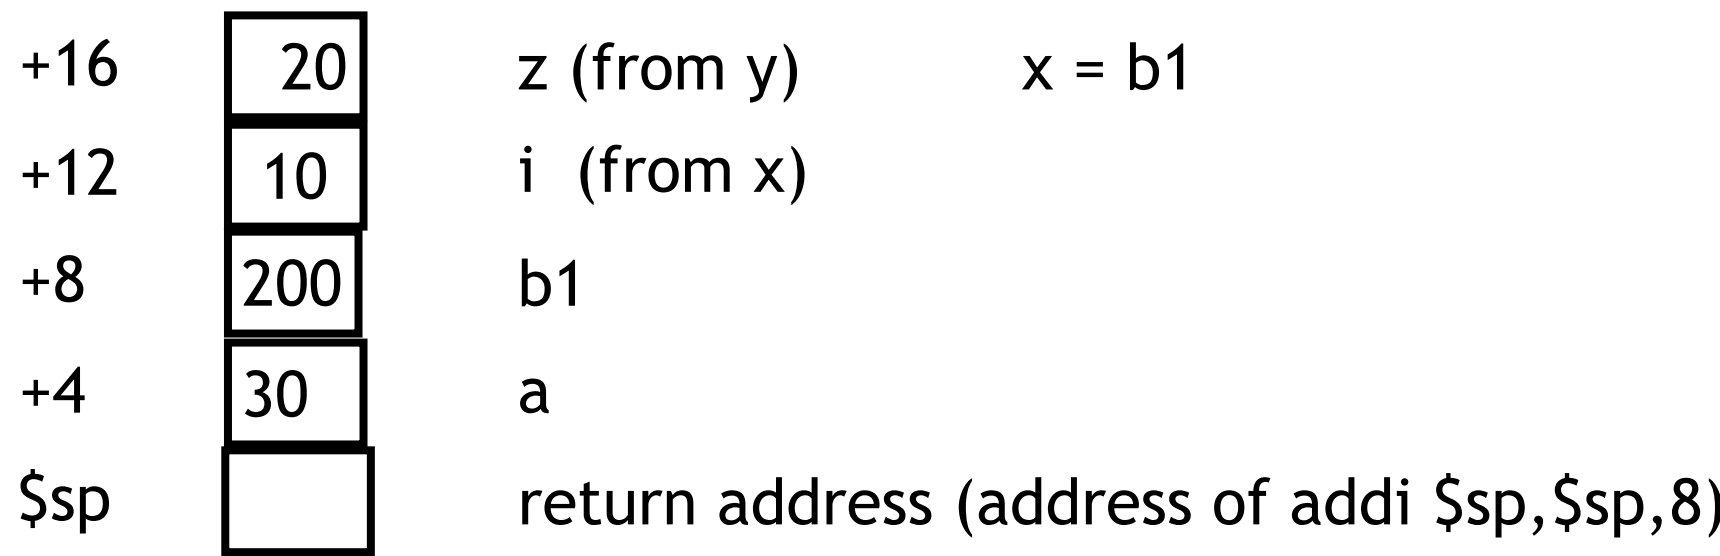 +16 20 z (from y) x = b1
+12 10 i (from x)
+8 200 b1
+4 30 a
$sp return address (address of addi $sp,$sp,8)